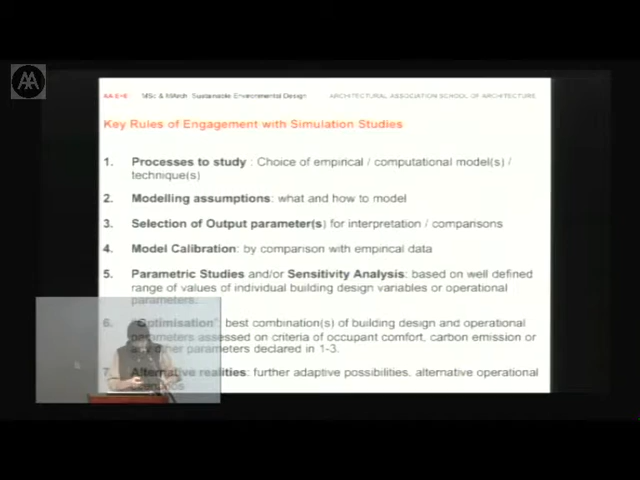 AA
AA E+E MSc & MArch Sustainable Environmental Design ARCHITECTURAL ASSOCIATION SCHOOL OF ARCHITECTURE
Key Rules of Engagement with Simulation Studies
1. Processes to study : Choice of empirical / computational model(s) /
technique(s)
2. Modelling assumptions: what and how to model
3. Selection of Output parameter(s) for interpretation / comparisons
4. Model Calibration: by comparison with empirical data
5. Parametric Studies and/or Sensitivity Analysis: based on well defined
range of values of individual building design variables or operational
parameters.
6. "Optimisation": best combination(s) of building design and operational
parameters assessed on criteria of occupant comfort, carbon emission or
any other parameters declared in 1-3.
7. Alternative realities: further adaptive possibilities, alternative operational